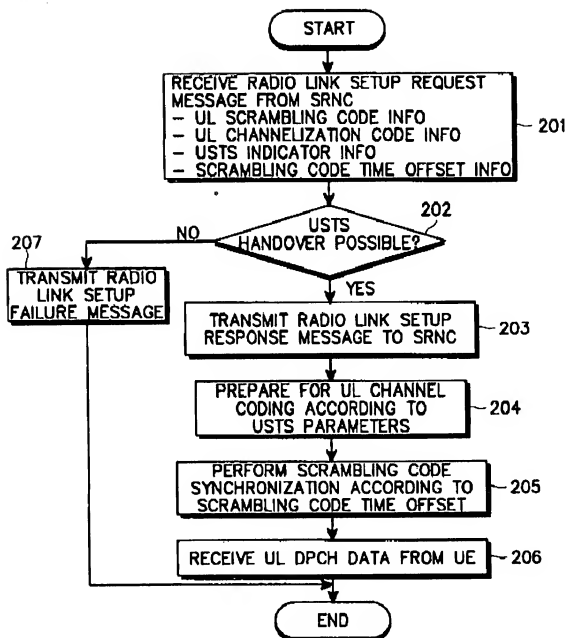 START
RECEIVE RADIO LINK SETUP REQUEST
MESSAGE FROM SRNC
- UL SCRAMBLING CODE INFO
- UL CHANNELIZATION CODE INFO
- USTS INDICATOR INFO
- SCRAMBLING CODE TIME OFFSET INFO
201
202
USTS
HANDOVER POSSIBLE?
NO
207
TRANSMIT RADIO
LINK SETUP
FAILURE MESSAGE
YES
TRANSMIT RADIO LINK SETUP
RESPONSE MESSAGE TO SRNC
203
PREPARE FOR UL CHANNEL
CODING ACCORDING TO
USTS PARAMETERS
204
PERFORM SCRAMBLING CODE
SYNCHRONIZATION ACCORDING TO
SCRAMBLING CODE TIME OFFSET
205
RECEIVE UL DPCH DATA FROM UE
206
END